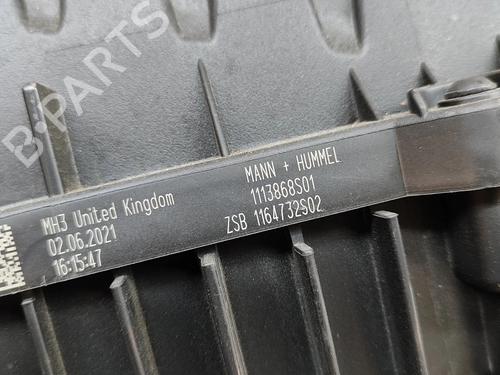 B-PARTS
MH3 United Kingdom
02.06.2021
16:15:47
MANN + HUMMEL
1113868S01
ZSB 1164732S02